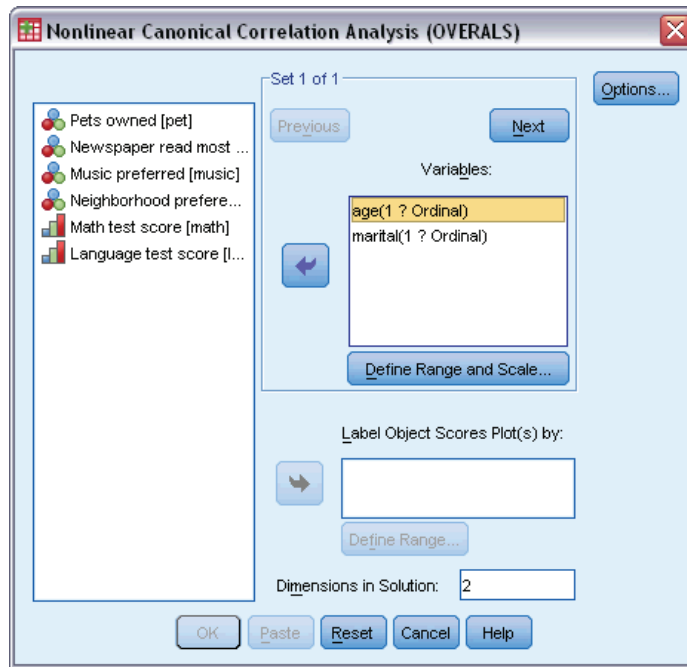 Nonlinear Canonical Correlation Analysis (OVERALS)
Set 1 of 1
Options...
Pets owned [pet]
Newspaper read most ...
Music preferred [music]
Neighborhood prefere...
Math test score [math]
Language test score [l...
Previous
Next
Variables:
age(1 ? Ordinal)
marital(1 ? Ordinal)
Define Range and Scale...
Label Object Scores Plot(s) by:
Define Range...
Dimensions in Solution:
2
OK
Paste
Reset
Cancel
Help